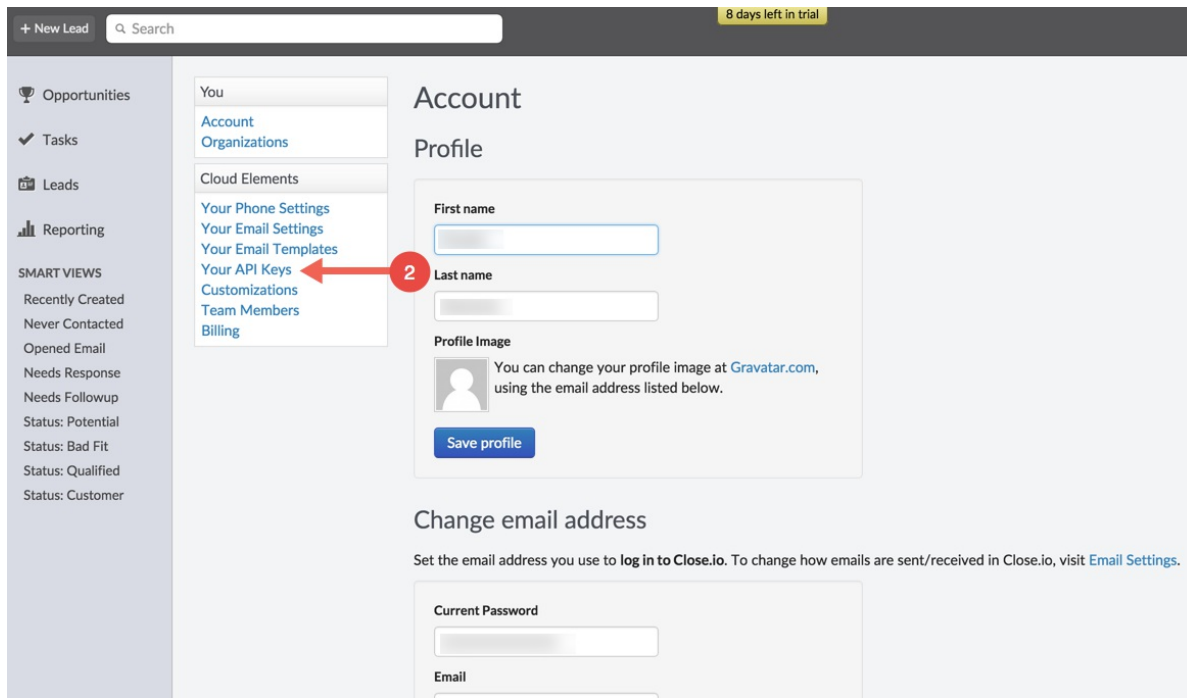 + New Lead
Search
8 days left in trial
Opportunities
Tasks
Leads
Reporting
SMART VIEWS
Recently Created
Never Contacted
Opened Email
Needs Response
Needs Followup
Status: Potential
Status: Bad Fit
Status: Qualified
Status: Customer
You
Account
Organizations
Cloud Elements
Your Phone Settings
Your Email Settings
Your Email Templates
Your API Keys
Customizations
Team Members
Billing
2
Account
Profile
First name
Last name
Profile Image
You can change your profile image at Gravatar.com,
using the email address listed below.
Save profile
Change email address
Set the email address you use to log in to Close.io. To change how emails are sent/received in Close.io, visit Email Settings.
Current Password
Email